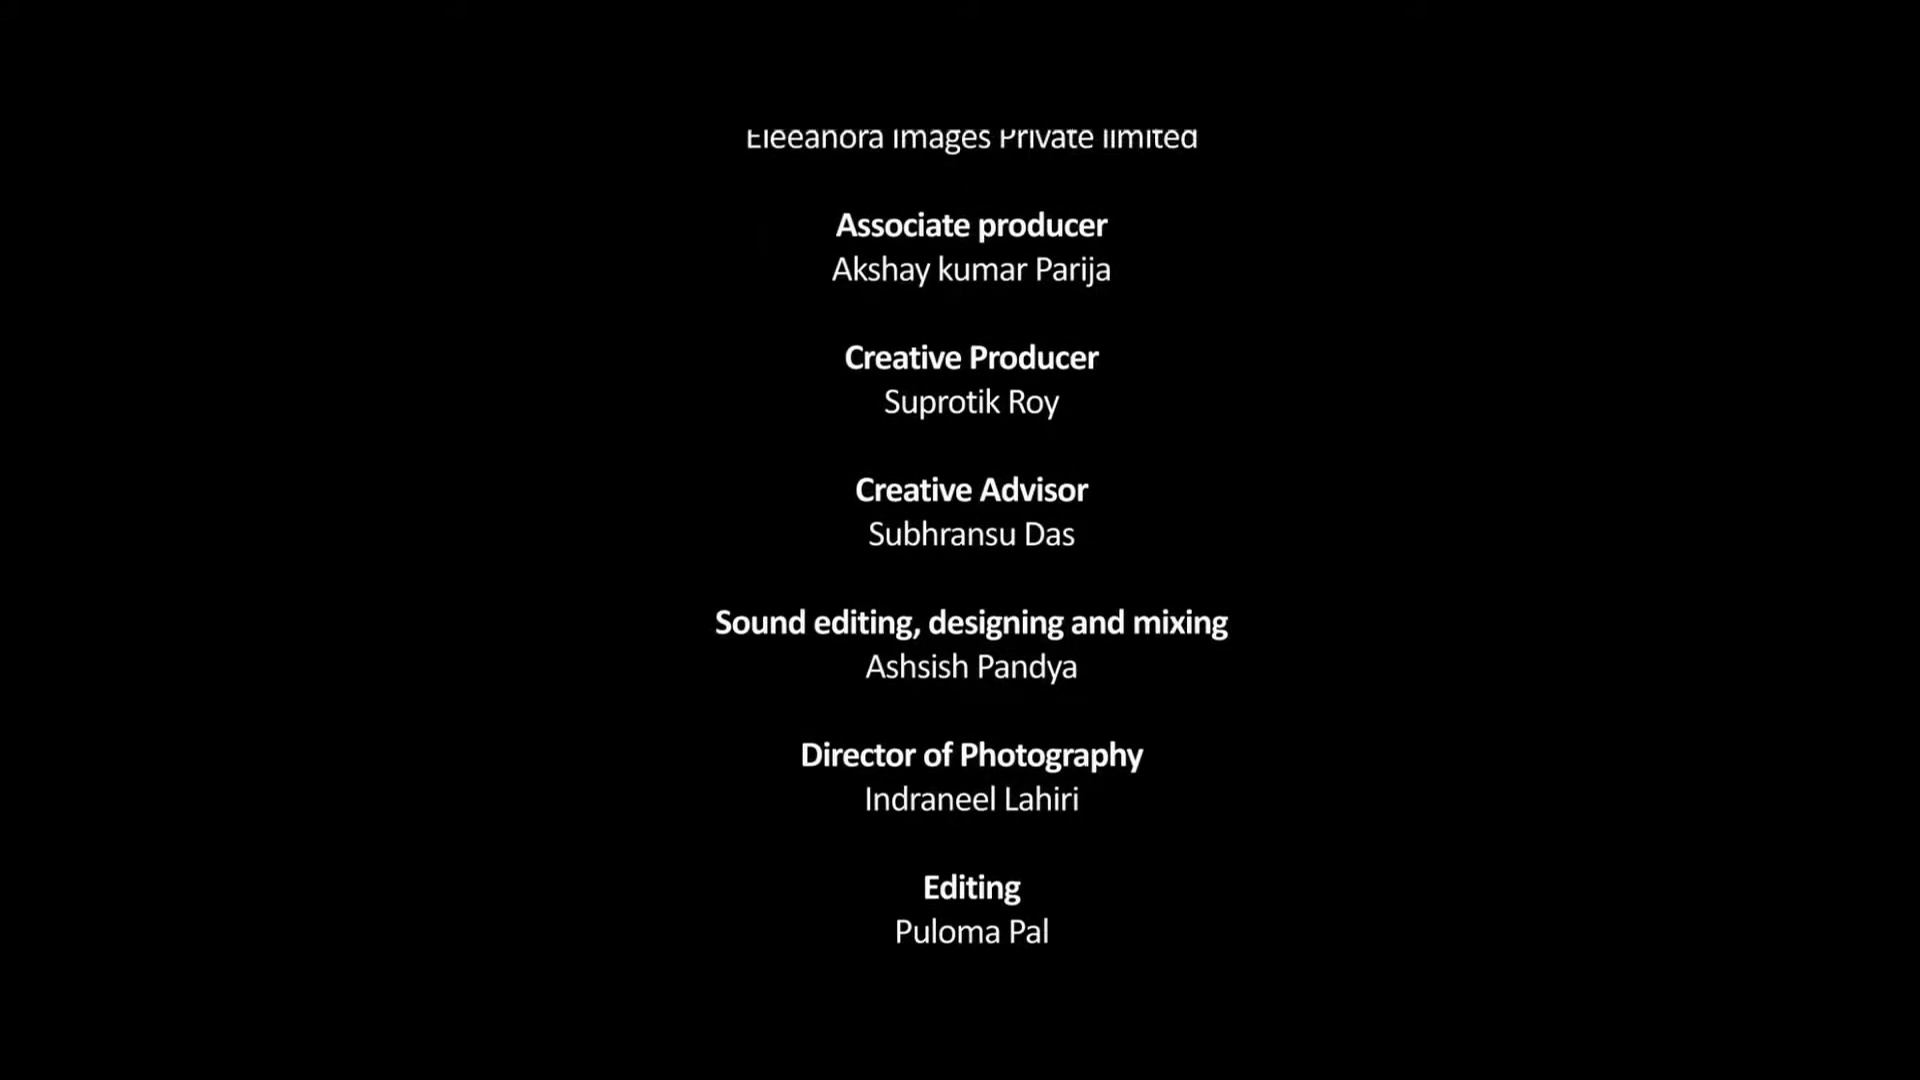 Eleeanora Images Private limited
Associate producer
Akshay kumar Parija
Creative Producer
Suprotik Roy
Creative Advisor
Subhransu Das
Sound editing, designing and mixing
Ashsish Pandya
Director of Photography
Indraneel Lahiri
Editing
Puloma Pal